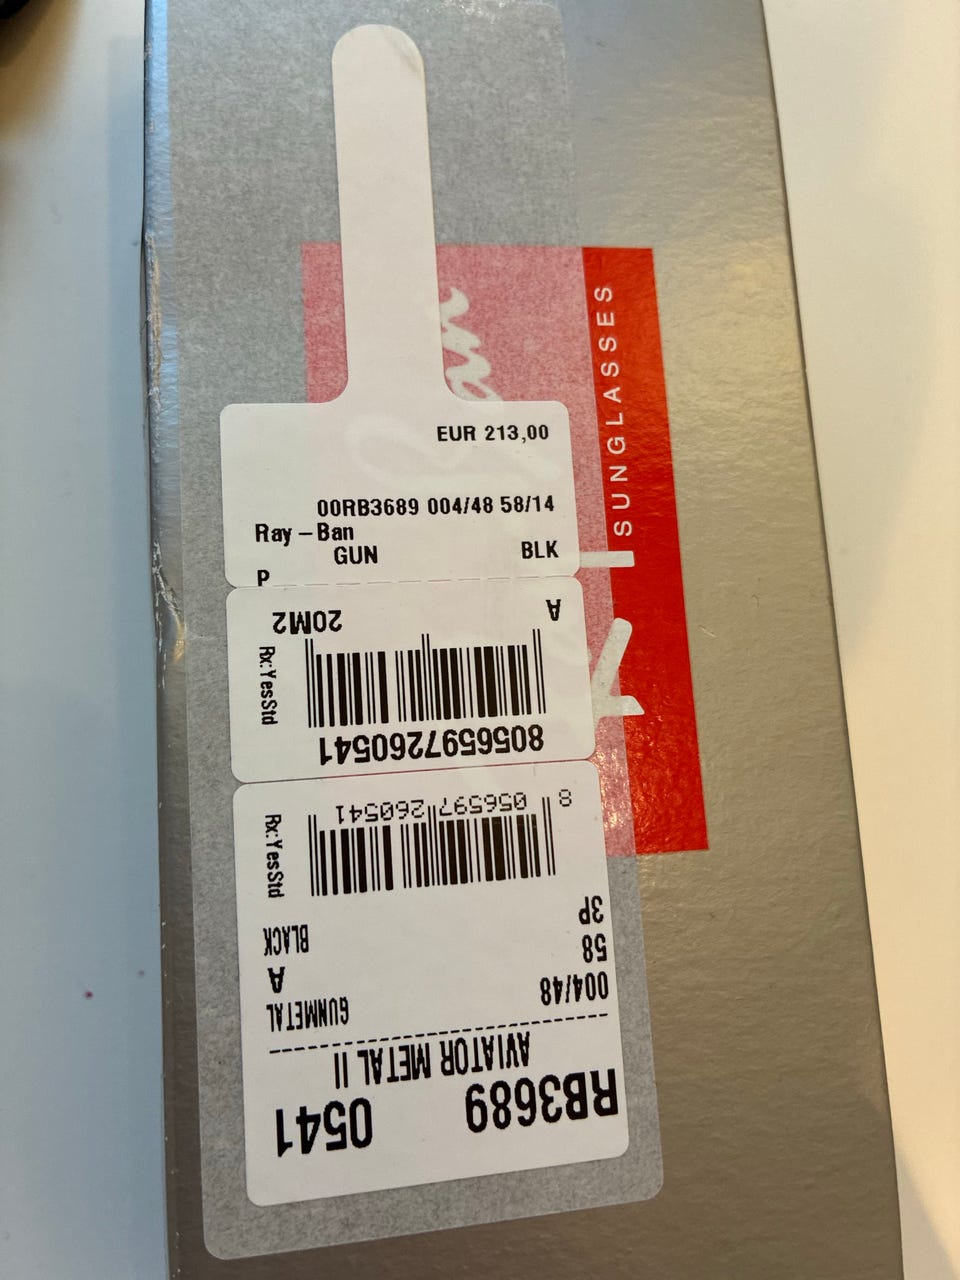 SUNGLASSES
EUR 213,00
00RB3689 004/48 58/14
Ray-Ban
GUN BLK
P
A 20M2
Rx:YesStd
8056597260541
RB3689 0541
AVIATOR METAL II
004/48 GUNMETAL
58 A
3P BLACK
Rx:YesStd
8 056597 260541